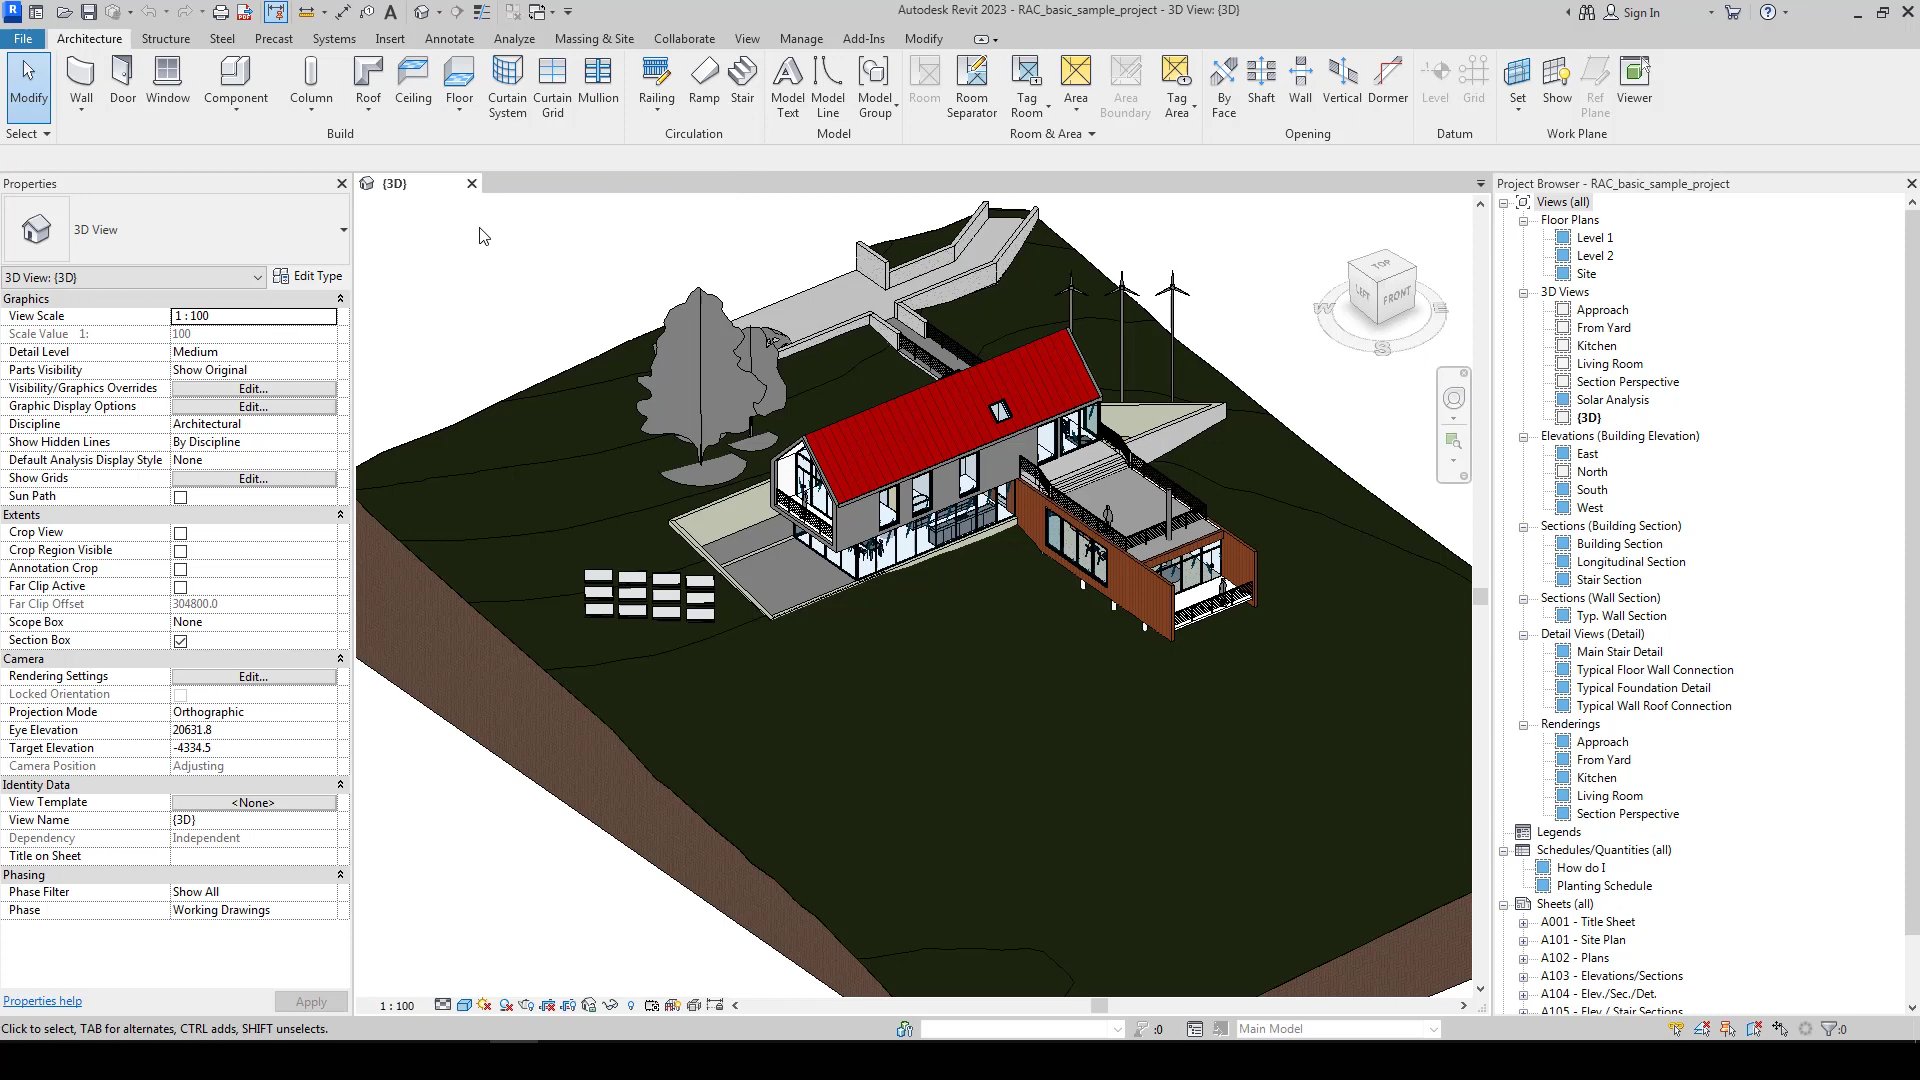 Autodesk Revit 2023 - RAC_basic_sample_project - 3D View: {3D}
Sign In
File Architecture Structure Steel Precast Systems Insert Annotate Analyze Massing & Site Collaborate View Manage Add-Ins Modify
Modify
Wall
Door
Window
Component
Column
Roof
Ceiling
Floor
Curtain System
Curtain Grid
Mullion
Railing
Ramp
Stair
Model Text
Model Line
Model Group
Room
Room Separator
Tag Room
Area
Area Boundary
Tag Area
By Face
Shaft
Wall
Vertical
Dormer
Level
Grid
Set
Show
Ref Plane
Viewer
Select Build Circulation Model Room & Area Opening Datum Work Plane
Properties
3D View
3D View: {3D} Edit Type
Graphics
View Scale 1 : 100
Scale Value 1: 100
Detail Level Medium
Parts Visibility Show Original
Visibility/Graphics Overrides Edit...
Graphic Display Options Edit...
Discipline Architectural
Show Hidden Lines By Discipline
Default Analysis Display Style None
Show Grids Edit...
Sun Path
Extents
Crop View
Crop Region Visible
Annotation Crop
Far Clip Active
Far Clip Offset 304800.0
Scope Box None
Section Box
Camera
Rendering Settings Edit...
Locked Orientation
Projection Mode Orthographic
Eye Elevation 20631.8
Target Elevation -4334.5
Camera Position Adjusting
Identity Data
View Template <None>
View Name {3D}
Dependency Independent
Title on Sheet
Phasing
Phase Filter Show All
Phase Working Drawings
Properties help Apply
{3D}
TOP
LEFT FRONT
W E
S
1 : 100
Project Browser - RAC_basic_sample_project
Views (all)
Floor Plans
Level 1
Level 2
Site
3D Views
Approach
From Yard
Kitchen
Living Room
Section Perspective
Solar Analysis
{3D}
Elevations (Building Elevation)
East
North
South
West
Sections (Building Section)
Building Section
Longitudinal Section
Stair Section
Sections (Wall Section)
Typ. Wall Section
Detail Views (Detail)
Main Stair Detail
Typical Floor Wall Connection
Typical Foundation Detail
Typical Wall Roof Connection
Renderings
Approach
From Yard
Kitchen
Living Room
Section Perspective
Legends
Schedules/Quantities (all)
How do I
Planting Schedule
Sheets (all)
A001 - Title Sheet
A101 - Site Plan
A102 - Plans
A103 - Elevations/Sections
A104 - Elev./Sec./Det.
A105 - Elev./ Stair Sections
Click to select, TAB for alternates, CTRL adds, SHIFT unselects.
:0
Main Model
:0